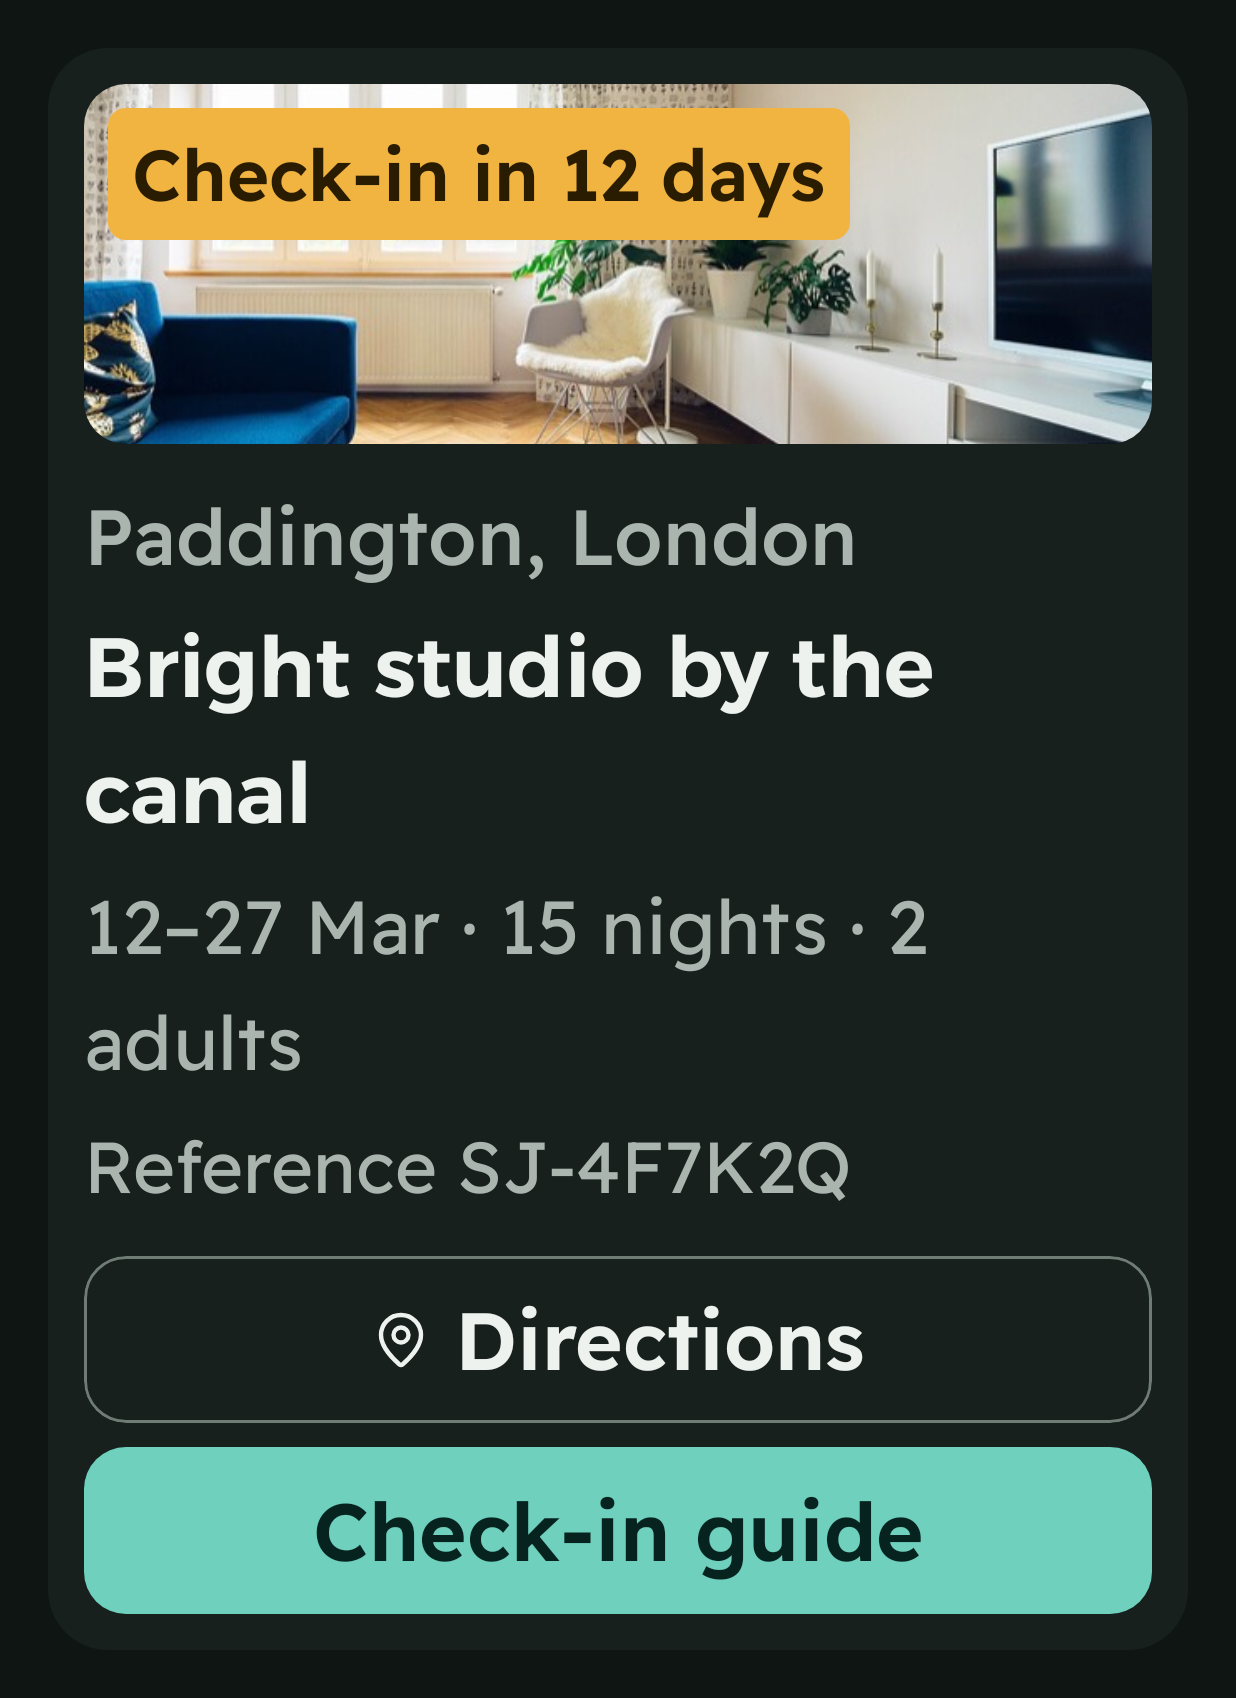 Check-in in 12 days
Paddington, London
Bright studio by the
canal
12–27 Mar · 15 nights · 2
adults
Reference SJ-4F7K2Q
Directions
Check-in guide